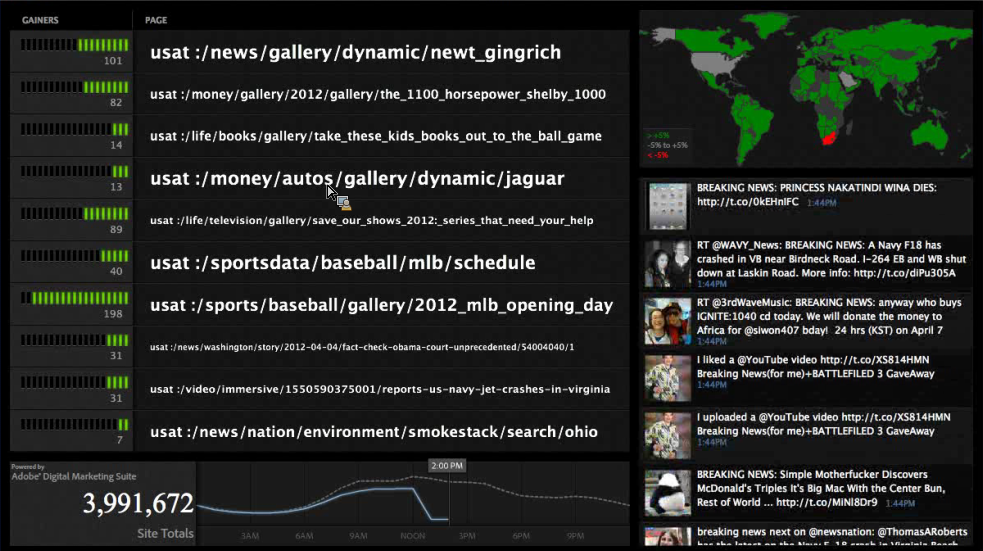 GAINERS PAGE
101 usat :/news/gallery/dynamic/newt_gingrich
82 usat :/money/gallery/2012/gallery/the_1100_horsepower_shelby_1000
14 usat :/life/books/gallery/take_these_kids_books_out_to_the_ball_game
13 usat :/money/autos/gallery/dynamic/jaguar
89 usat :/life/television/gallery/save_our_shows_2012:_series_that_need_your_help
40 usat :/sportsdata/baseball/mlb/schedule
198 usat :/sports/baseball/gallery/2012_mlb_opening_day
31 usat :/news/washington/story/2012-04-04/fact-check-obama-court-unprecedented/54004040/1
31 usat :/video/immersive/1550590375001/reports-us-navy-jet-crashes-in-virginia
7 usat :/news/nation/environment/smokestack/search/ohio
Powered by
Adobe® Digital Marketing Suite
3,991,672
Site Totals
2:00 PM
3AM 6AM 9AM NOON 3PM 6PM 9PM
> +5%
-5% to +5%
< -5%
BREAKING NEWS: PRINCESS NAKATINDI WINA DIES:
http://t.co/0kEHnIFC 1:44PM
RT @WAVY_News: BREAKING NEWS: A Navy F18 has
crashed in VB near Birdneck Road. I-264 EB and WB shut
down at Laskin Road. More info: http://t.co/diPu305A
1:44PM
RT @3rdWaveMusic: BREAKING NEWS: anyway who buys
IGNITE:1040 cd today. We will donate the money to
Africa for @siwon407 bday! 24 hrs (KST) on April 7
1:44PM
I liked a @YouTube video http://t.co/XS814HMN
Breaking News(for me)+BATTLEFILED 3 GaveAway
1:44PM
I uploaded a @YouTube video http://t.co/XS814HMN
Breaking News(for me)+BATTLEFILED 3 GaveAway
1:44PM
BREAKING NEWS: Simple Motherfucker Discovers
McDonald's Triples It's Big Mac With the Center Bun,
Rest of World ... http://t.co/MiNl8Dr9 1:44PM
breaking news next on @newsnation: @ThomasARoberts
has the latest on the Navy F-18 crash in Virginia Beach